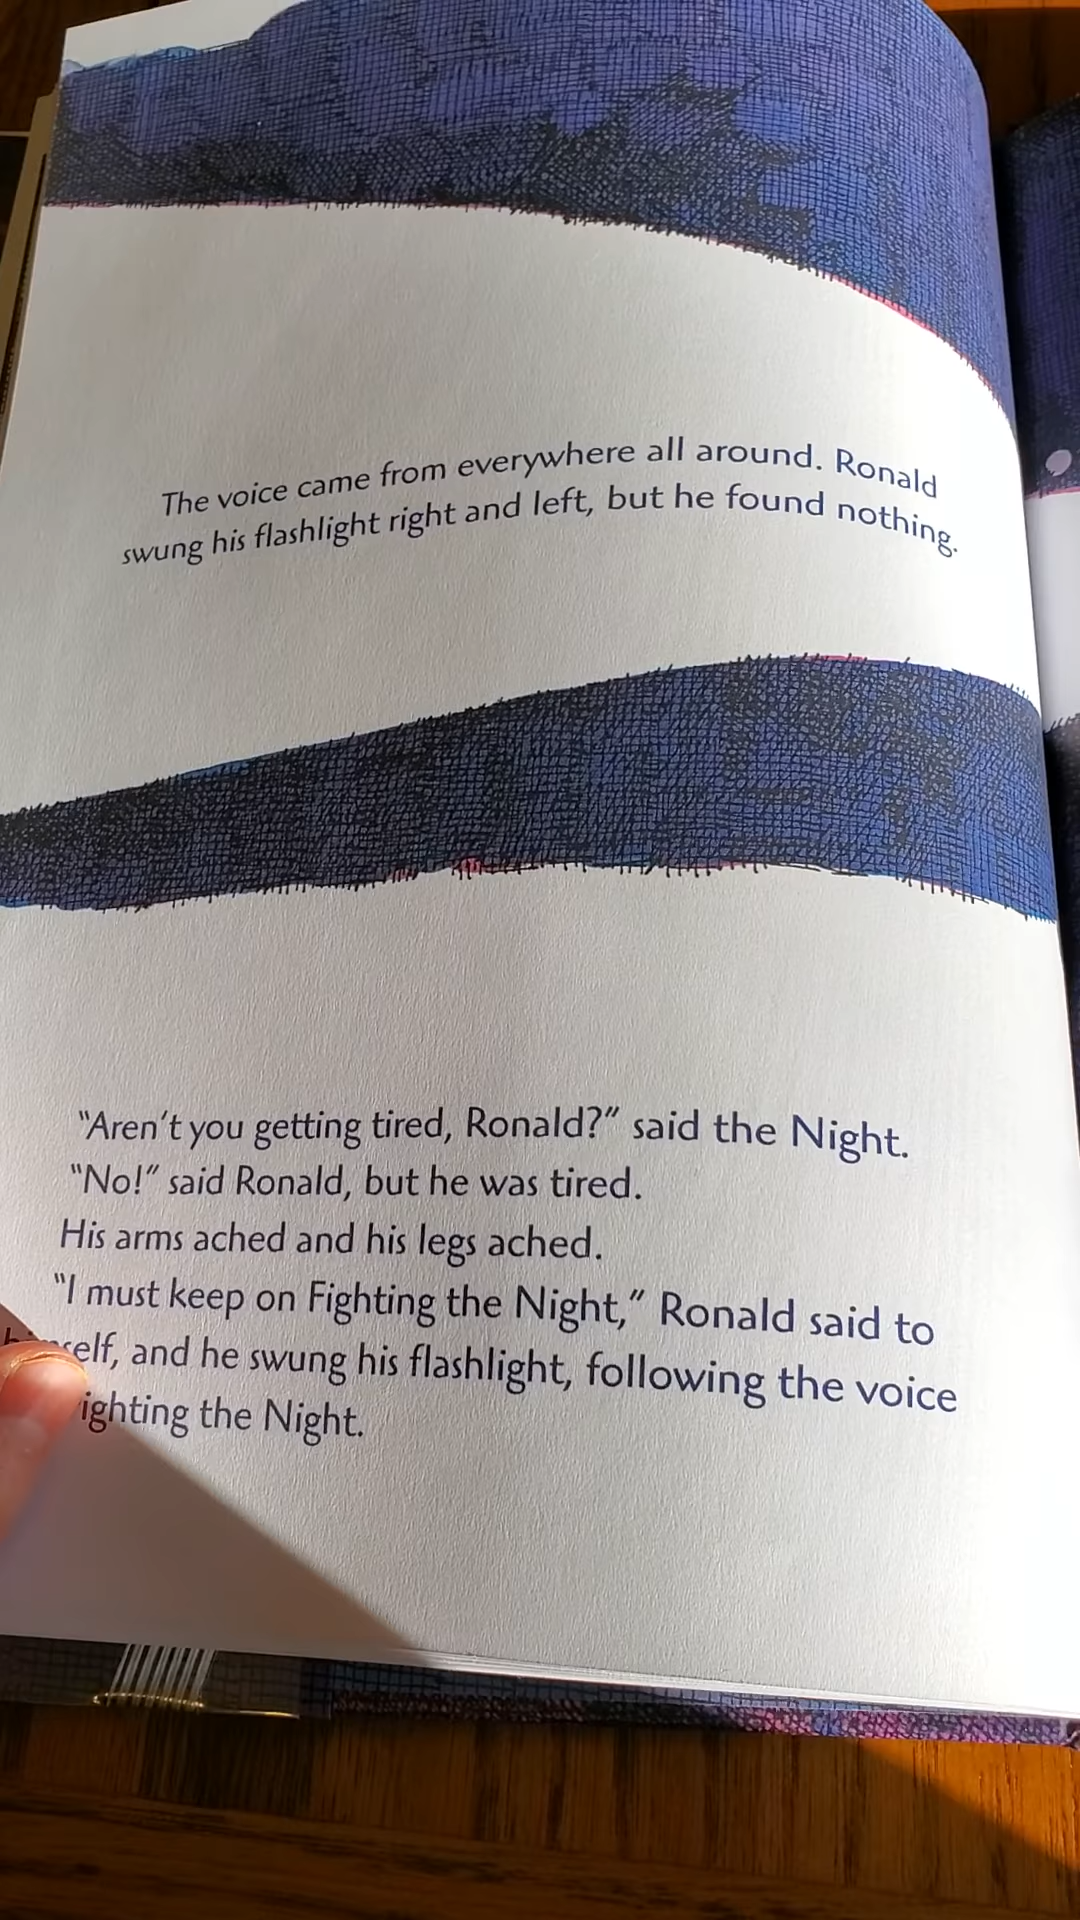 The voice came from everywhere all around. Ronald
swung his flashlight right and left, but he found nothing.
“Aren’t you getting tired, Ronald?” said the Night.
“No!” said Ronald, but he was tired.
His arms ached and his legs ached.
“I must keep on Fighting the Night,” Ronald said to
himself, and he swung his flashlight, following the voice
the Night.